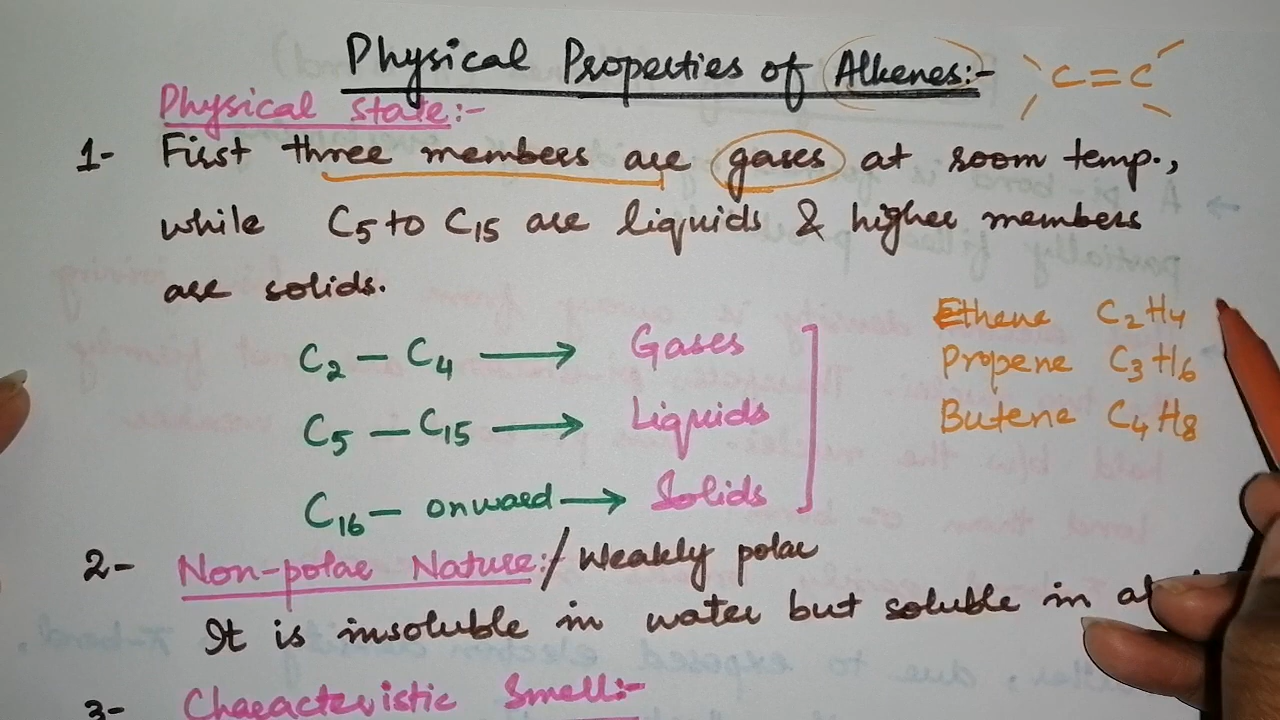 Physical Properties of Alkenes:-
C=C
Physical state:-
1- First three members are gases at room temp.,
while C5 to C15 are liquids & higher members
are solids.
C2 - C4 → Gases
C5 - C15 → Liquids
C16 - onward → Solids
Ethene C2H4
Propene C3H6
Butene C4H8
2- Non-polar Nature:/ Weakly polar
It is insoluble in water but soluble in
3- Characteristic Smell:-